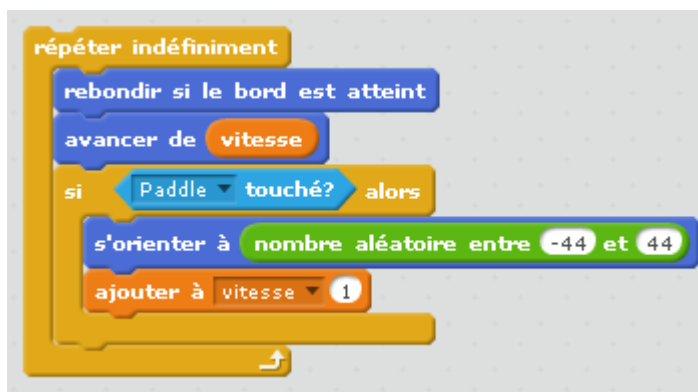 répéter indéfiniment
rebondir si le bord est atteint
avancer de vitesse
si Paddle touché? alors
s'orienter à nombre aléatoire entre -44 et 44
ajouter à vitesse 1